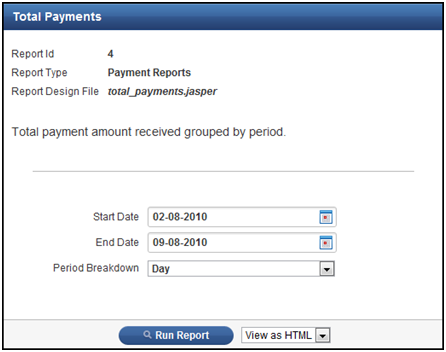 Total Payments
Report Id 4
Report Type Payment Reports
Report Design File total_payments.jasper
Total payment amount received grouped by period.
Start Date 02-08-2010
End Date 09-08-2010
Period Breakdown Day
Run Report View as HTML